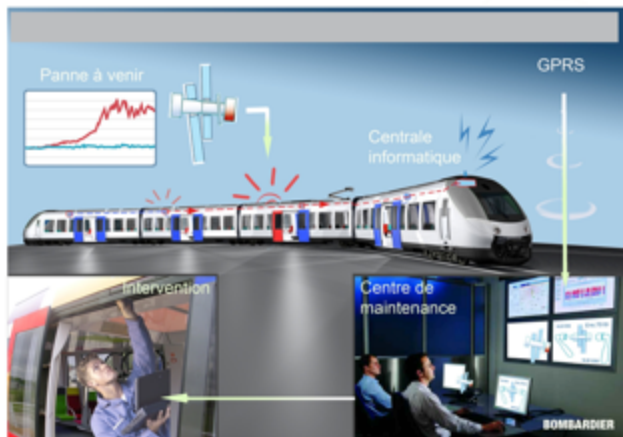 Panne à venir
GPRS
Centrale
informatique
Intervention
Centre de
maintenance
BOMBARDIER